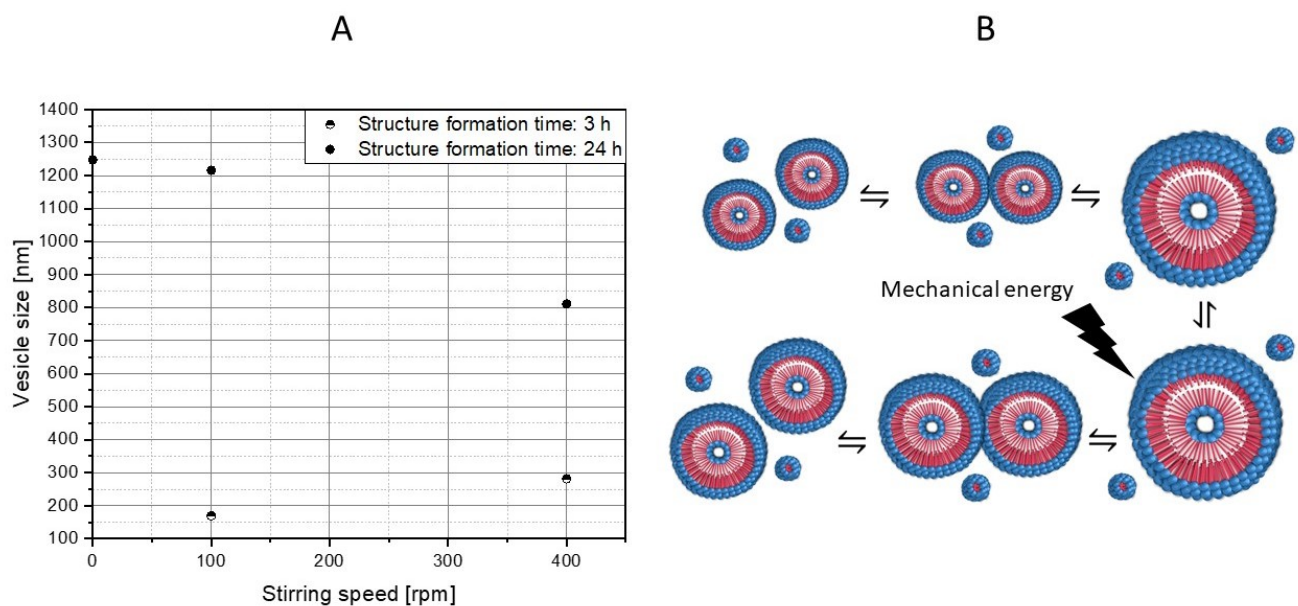 A
B
1400
1300
1200
1100
1000
900
800
700
600
500
400
300
200
100
Vesicle size [nm]
Structure formation time: 3 h
Structure formation time: 24 h
0
100
200
300
400
Stirring speed [rpm]
Mechanical energy